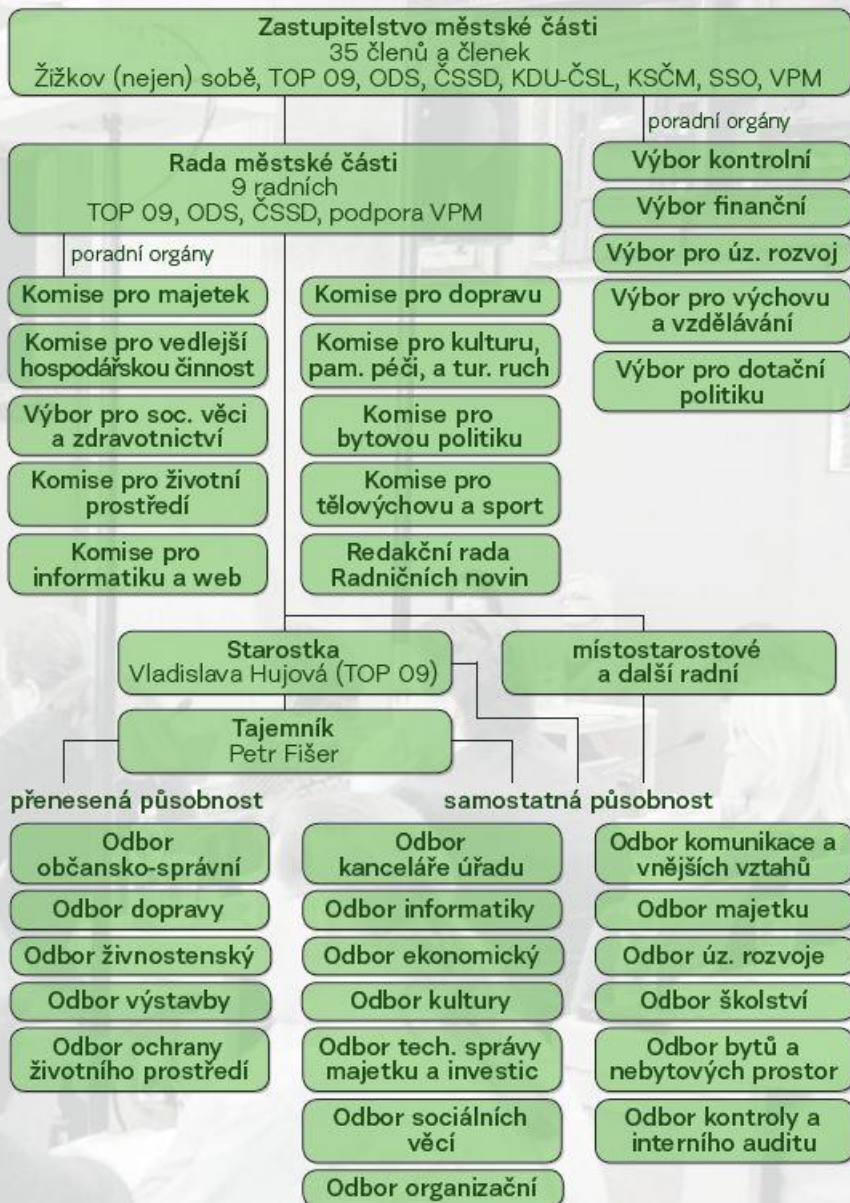 Zastupitelstvo městské části
35 členů a členek
Žižkov (nejen) sobě, TOP 09, ODS, ČSSD, KDU-ČSL, KSČM, SSO, VPM
poradní orgány
Výbor kontrolní
Výbor finanční
Výbor pro úz. rozvoj
Výbor pro výchovu
a vzdělávání
Výbor pro dotační
politiku
Rada městské části
9 radních
TOP 09, ODS, ČSSD, podpora VPM
poradní orgány
Komise pro majetek
Komise pro vedlejší
hospodářskou činnost
Výbor pro soc. věci
a zdravotnictví
Komise pro životní
prostředí
Komise pro
informatiku a web
Komise pro dopravu
Komise pro kulturu,
pam. péči, a tur. ruch
Komise pro
bytovou politiku
Komise pro
tělovýchovu a sport
Redakční rada
Radničních novin
Starostka
Vladislava Hujová (TOP 09)
místostarostové
a další radní
Tajemník
Petr Fišer
přenesená působnost
Odbor
občansko-správní
Odbor dopravy
Odbor živnostenský
Odbor výstavby
Odbor ochrany
životního prostředí
samostatná působnost
Odbor
kanceláře úřadu
Odbor informatiky
Odbor ekonomický
Odbor kultury
Odbor tech. správy
majetku a investic
Odbor sociálních
věcí
Odbor organizační
Odbor komunikace a
vnějších vztahů
Odbor majetku
Odbor úz. rozvoje
Odbor školství
Odbor bytů a
nebytových prostor
Odbor kontroly a
interního auditu